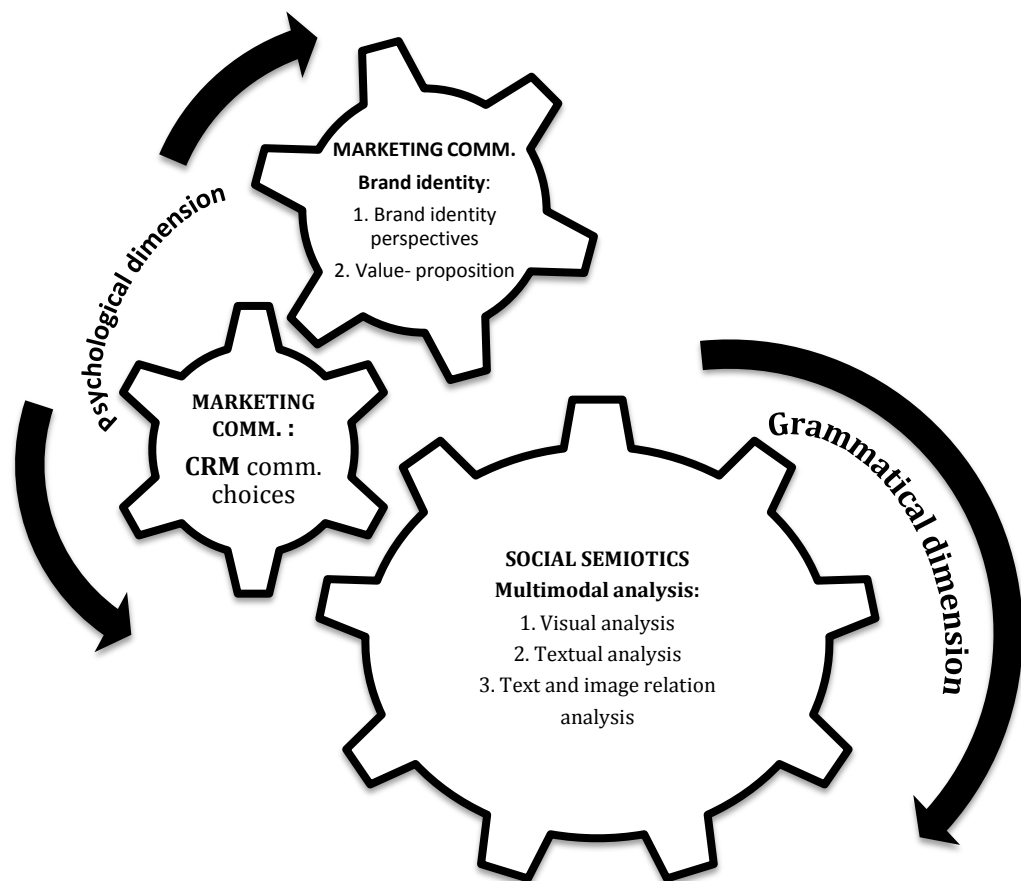 MARKETING COMM.
Brand identity:
1. Brand identity
perspectives
2. Value- proposition
Psychological dimension
MARKETING
COMM. :
CRM comm.
choices
Grammatical dimension
SOCIAL SEMIOTICS
Multimodal analysis:
1. Visual analysis
2. Textual analysis
3. Text and image relation
analysis